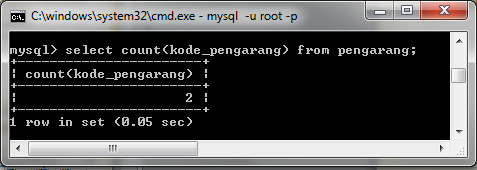 C:\windows\system32\cmd.exe - mysql -u root -p
mysql> select count(kode_pengarang) from pengarang;
+-----------------------+
| count(kode_pengarang) |
+-----------------------+
|                     2 |
+-----------------------+
1 row in set (0.05 sec)